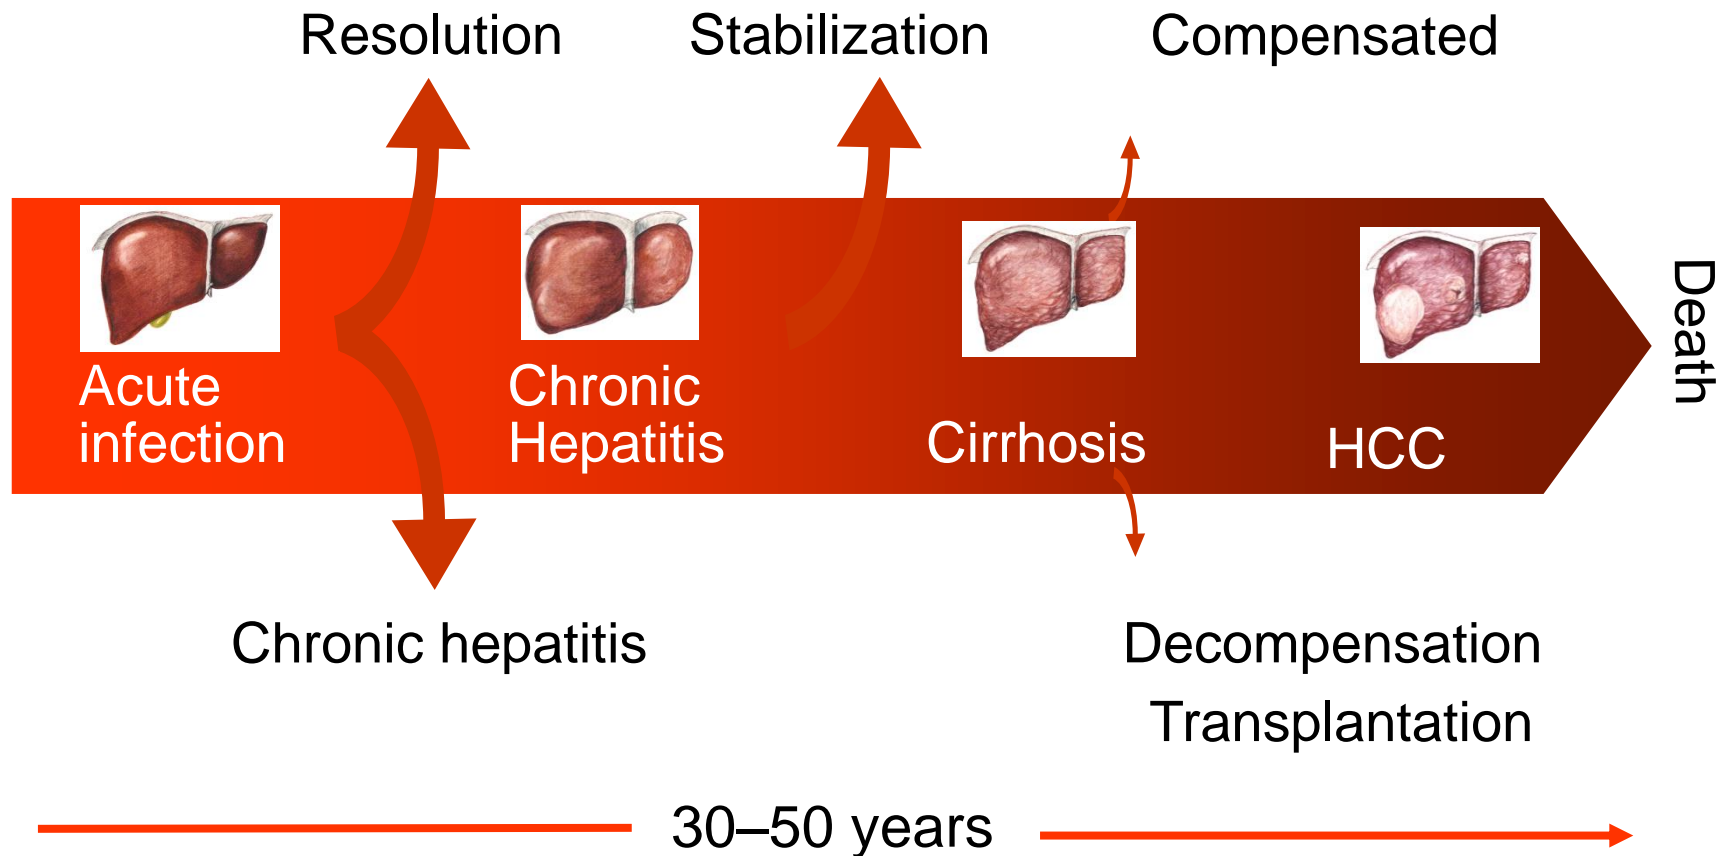 Resolution
Stabilization
Compensated
Acute
infection
Chronic
Hepatitis
Cirrhosis
HCC
Death
Chronic hepatitis
Decompensation
Transplantation
30–50 years